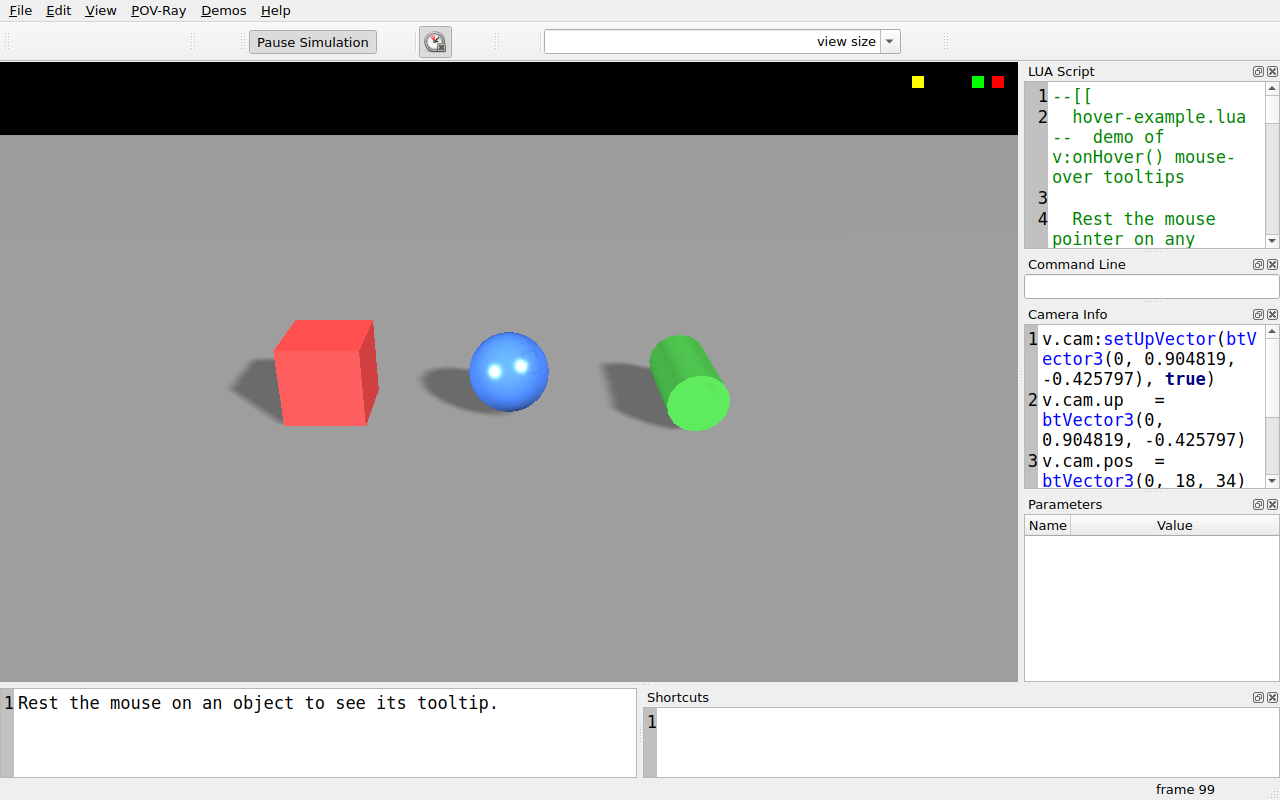 File Edit View POV-Ray Demos Help
Pause Simulation
view size
LUA Script
1 --[[
2   hover-example.lua
--  demo of
v:onHover() mouse-
over tooltips
3
4   Rest the mouse
pointer on any
Command Line
Camera Info
1 v.cam:setUpVector(btV
ector3(0, 0.904819,
-0.425797), true)
2 v.cam.up   =
btVector3(0,
0.904819, -0.425797)
3 v.cam.pos  =
btVector3(0, 18, 34)
Parameters
Name Value
1 Rest the mouse on an object to see its tooltip.
Shortcuts
1
frame 99